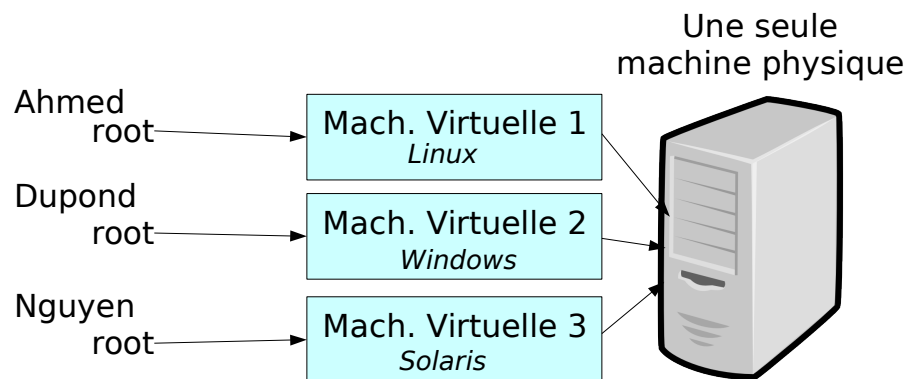 Une seule
machine physique
Ahmed
root
Mach. Virtuelle 1
Linux
Dupond
root
Mach. Virtuelle 2
Windows
Nguyen
root
Mach. Virtuelle 3
Solaris